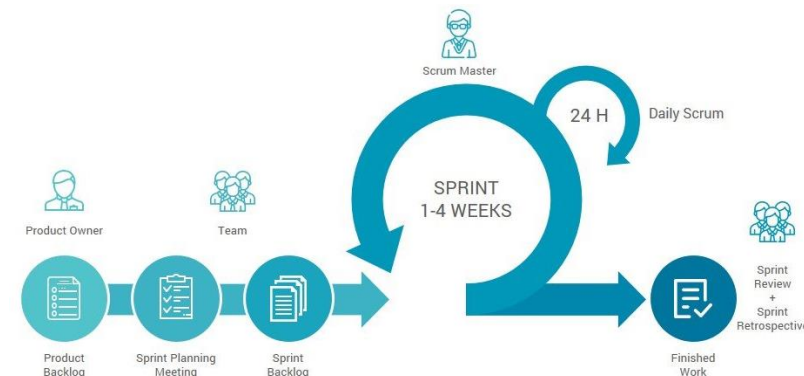 Scrum Master
24 H
Daily Scrum
SPRINT
1-4 WEEKS
Product Owner
Team
Sprint
Review
+
Sprint
Retrospective
Product
Backlog
Sprint Planning
Meeting
Sprint
Backlog
Finished
Work